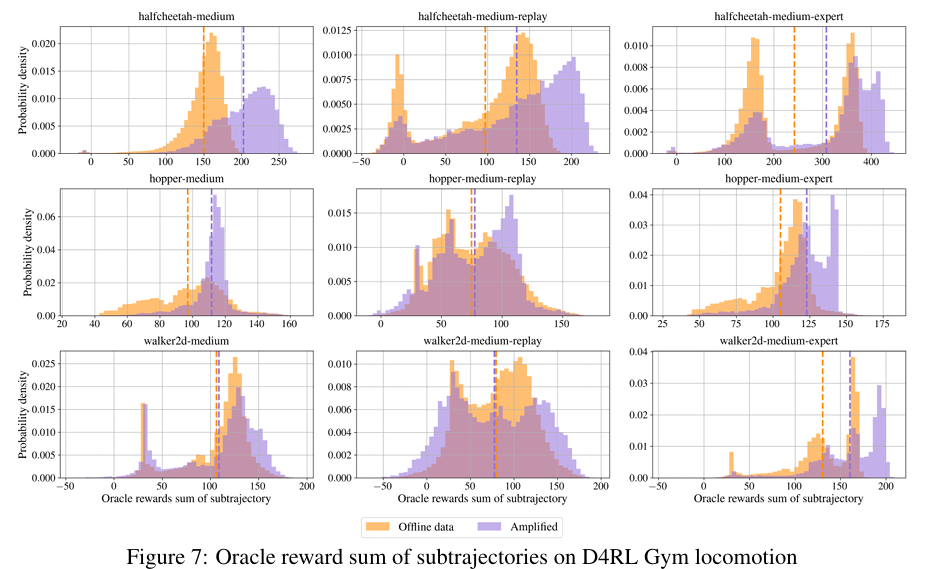 halfcheetah-medium
Probability density
0.020
0.015
0.010
0.005
0.000
0 50 100 150 200 250
halfcheetah-medium-replay
0.0125
0.0100
0.0075
0.0050
0.0025
0.0000
−50 0 50 100 150 200
halfcheetah-medium-expert
0.010
0.008
0.006
0.004
0.002
0.000
0 100 200 300 400
hopper-medium
Probability density
0.06
0.04
0.02
0.00
20 40 60 80 100 120 140 160
hopper-medium-replay
0.015
0.010
0.005
0.000
0 50 100 150
hopper-medium-expert
0.04
0.03
0.02
0.01
0.00
25 50 75 100 125 150 175
walker2d-medium
Probability density
0.025
0.020
0.015
0.010
0.005
0.000
−50 0 50 100 150 200
Oracle rewards sum of subtrajectory
walker2d-medium-replay
0.010
0.008
0.006
0.004
0.002
0.000
−50 0 50 100 150 200
Oracle rewards sum of subtrajectory
walker2d-medium-expert
0.04
0.03
0.02
0.01
0.00
−50 0 50 100 150 200
Oracle rewards sum of subtrajectory
Offline data Amplified
Figure 7: Oracle reward sum of subtrajectories on D4RL Gym locomotion